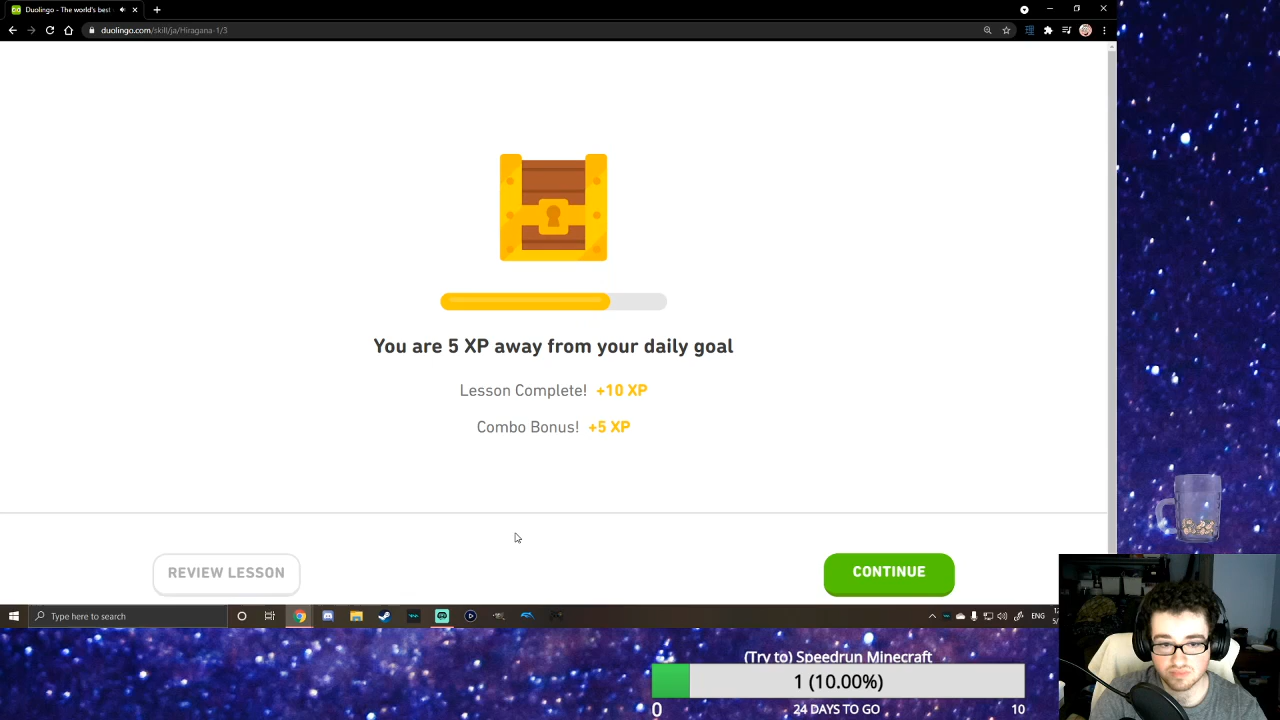 Duolingo - The world's best
duolingo.com/skill/ja/Hiragana-1/3
You are 5 XP away from your daily goal
Lesson Complete! +10 XP
Combo Bonus! +5 XP
REVIEW LESSON
CONTINUE
Type here to search
ENG
(Try to) Speedrun Minecraft
1 (10.00%)
0
24 DAYS TO GO
10